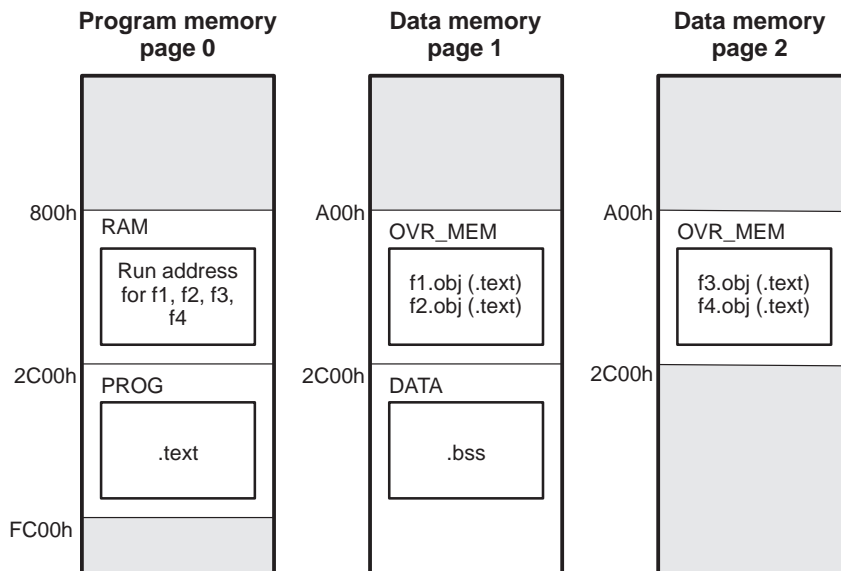 Program memory
page 0
800h
RAM
Run address
for f1, f2, f3,
f4
2C00h
PROG
.text
FC00h
Data memory
page 1
A00h
OVR_MEM
f1.obj (.text)
f2.obj (.text)
2C00h
DATA
.bss
Data memory
page 2
A00h
OVR_MEM
f3.obj (.text)
f4.obj (.text)
2C00h